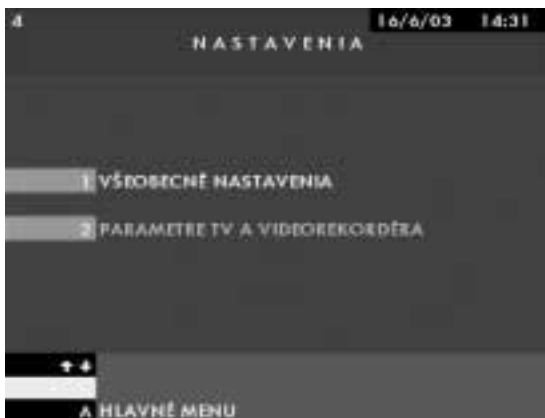 4 16/6/03 14:31
NASTAVENIA
1 VŠEOBECNÉ NASTAVENIA
2 PARAMETRE TV A VIDEOREKORDÉRA
A HLAVNÉ MENU